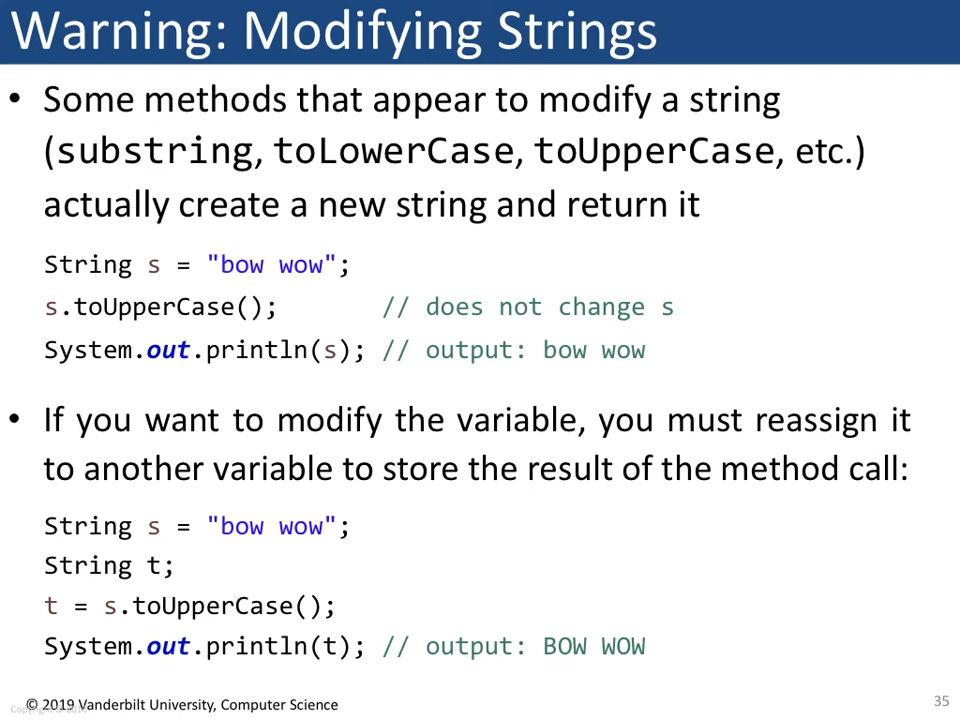 Warning: Modifying Strings
• Some methods that appear to modify a string
(substring, toLowerCase, toUpperCase, etc.)
actually create a new string and return it
String s = "bow wow";
s.toUpperCase();       // does not change s
System.out.println(s); // output: bow wow
• If you want to modify the variable, you must reassign it
to another variable to store the result of the method call:
String s = "bow wow";
String t;
t = s.toUpperCase();
System.out.println(t); // output: BOW WOW
© 2019 Vanderbilt University, Computer Science
35